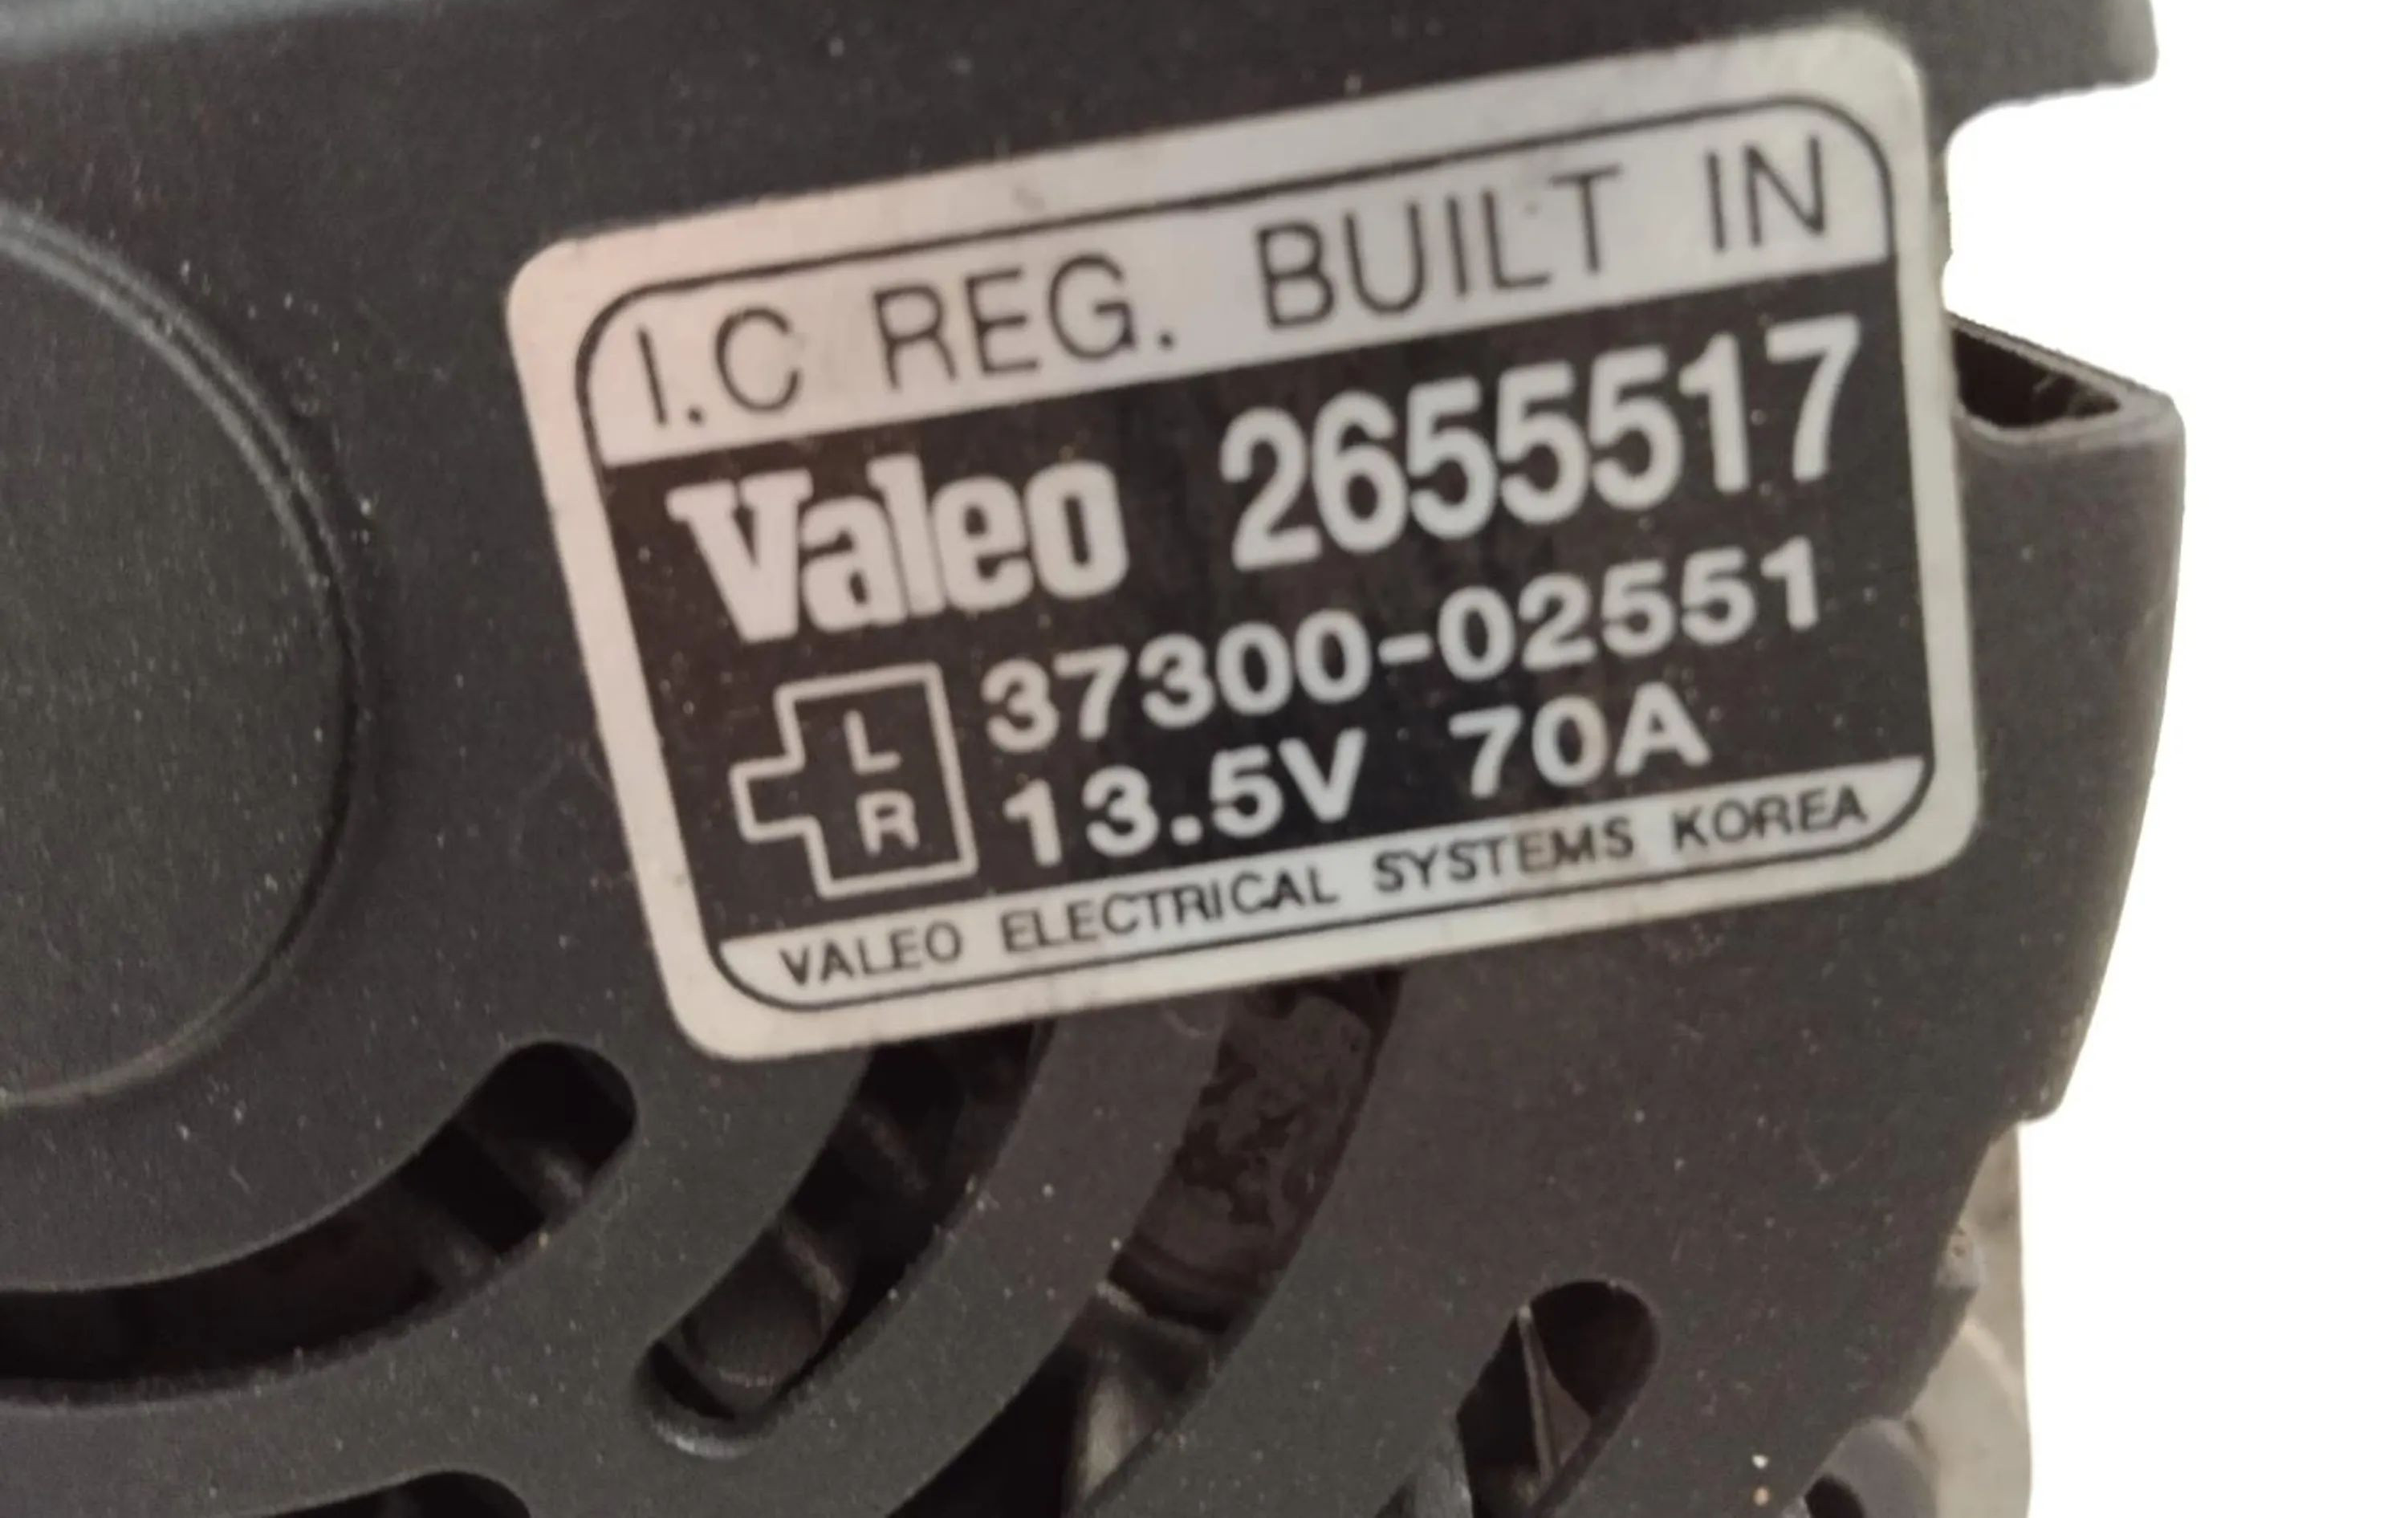 I.C REG. BUILT IN
Valeo 2655517
L 37300-02551
R 13.5V 70A
VALEO ELECTRICAL SYSTEMS KOREA